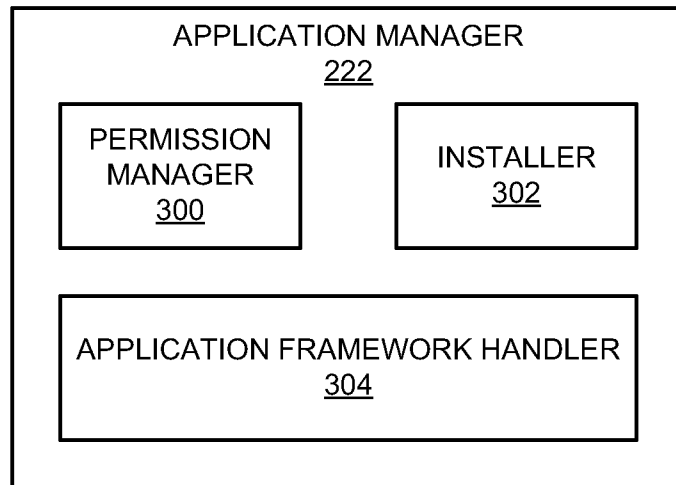 APPLICATION MANAGER
222
PERMISSION
MANAGER
300
INSTALLER
302
APPLICATION FRAMEWORK HANDLER
304